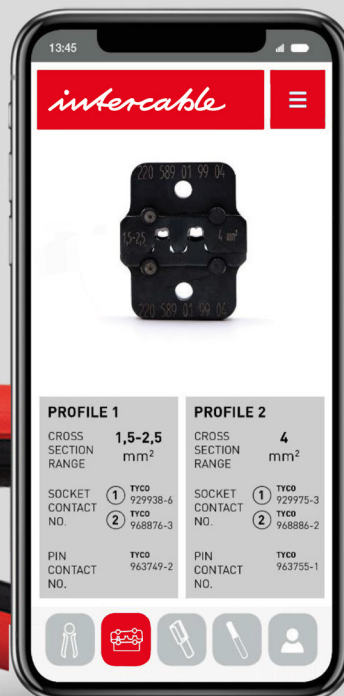 13:45
intercable
220 589 01 99 04
1,5-2,5
4 mm²
220 589 01 99 04
PROFILE 1
CROSS SECTION RANGE
1,5-2,5 mm²
SOCKET CONTACT NO.
1 TYCO 929938-6
2 TYCO 968876-3
PIN CONTACT NO.
TYCO 963749-2
PROFILE 2
CROSS SECTION RANGE
4 mm²
SOCKET CONTACT NO.
1 TYCO 929975-3
2 TYCO 968886-2
PIN CONTACT NO.
TYCO 963755-1